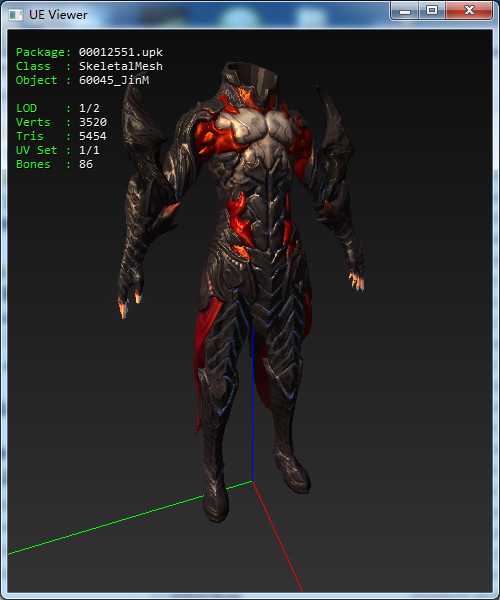 UE Viewer
Package: 00012551.upk
Class : SkeletalMesh
Object : 60045_JinM
LOD : 1/2
Verts : 3520
Tris : 5454
UV Set : 1/1
Bones : 86